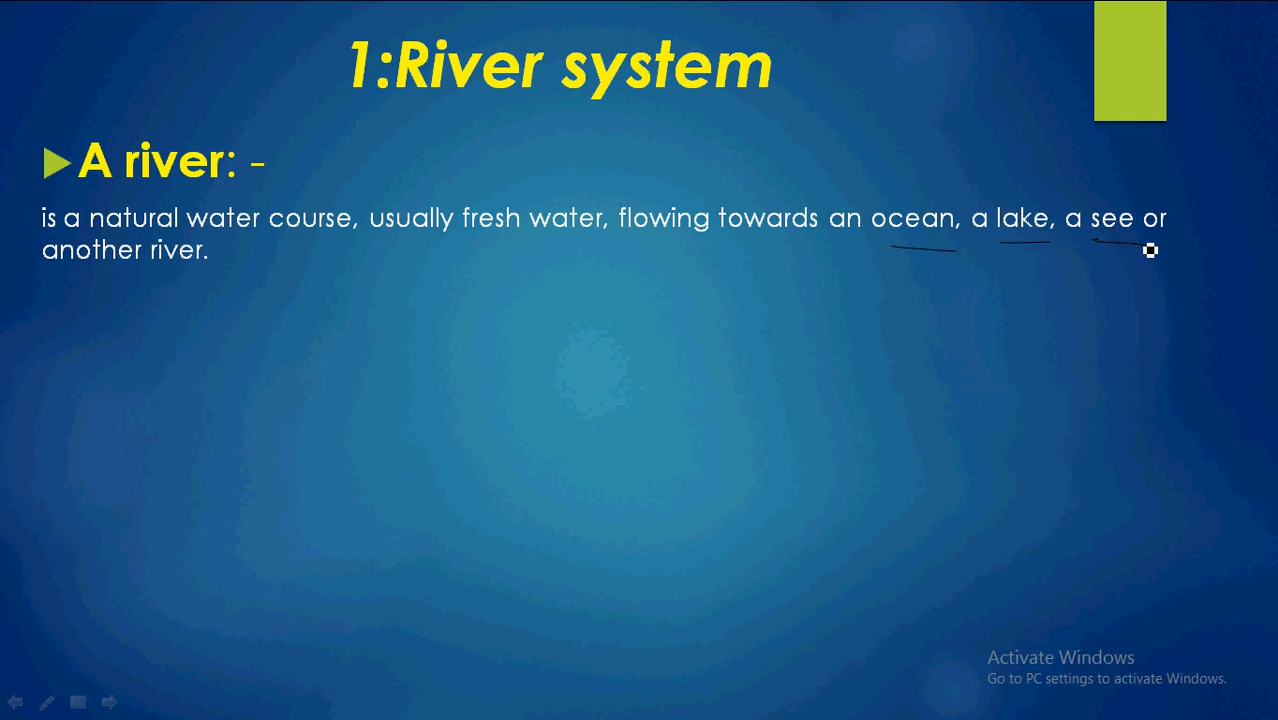 1:River system
A river: -
is a natural water course, usually fresh water, flowing towards an ocean, a lake, a see or
another river.
Activate Windows
Go to PC settings to activate Windows.